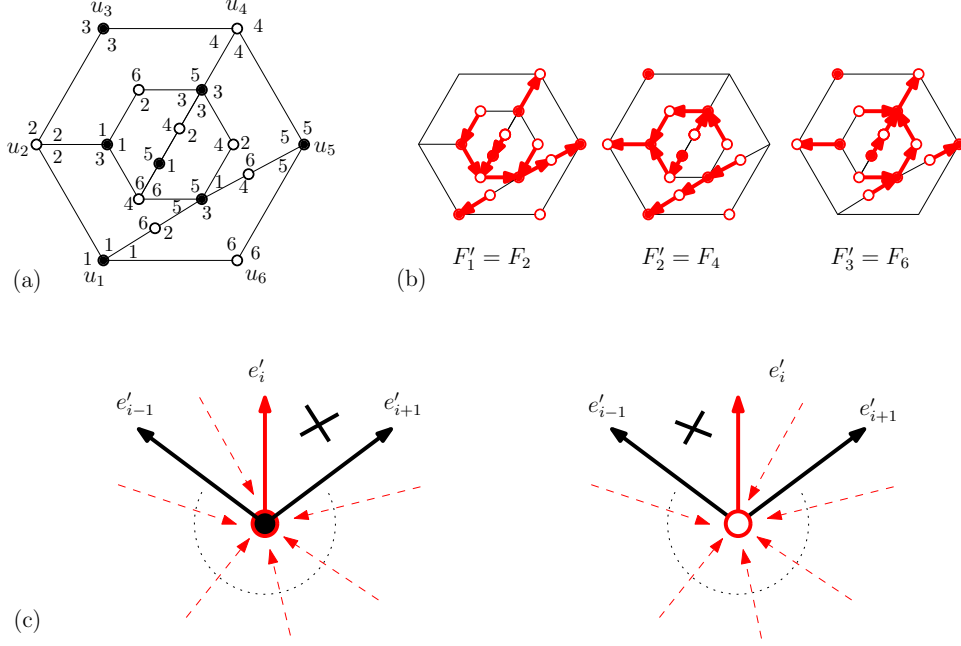 u₃ u₄
3 3 4 4 4
6 5
2 3 3 3
2 2 1 4 2 5 5
u₂ 2 3 1 5 1 4 2 6 5 u₅
4 6 6 5 1 4
5 3
6 2
1 1 1 6 6
u₁ u₆
(a)
F′₁ = F₂ F′₂ = F₄ F′₃ = F₆
(b)
e′ᵢ₋₁ e′ᵢ e′ᵢ₊₁
e′ᵢ₋₁ e′ᵢ e′ᵢ₊₁
(c)